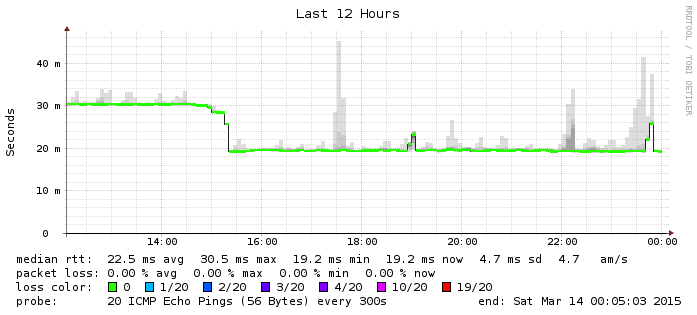 Last 12 Hours
RRDTOOL / TOBI OETIKER
Seconds
40 m
30 m
20 m
10 m
0
14:00 16:00 18:00 20:00 22:00 00:00
median rtt: 22.5 ms avg 30.5 ms max 19.2 ms min 19.2 ms now 4.7 ms sd 4.7 am/s
packet loss: 0.00 % avg 0.00 % max 0.00 % min 0.00 % now
loss color: 0 1/20 2/20 3/20 4/20 10/20 19/20
probe: 20 ICMP Echo Pings (56 Bytes) every 300s end: Sat Mar 14 00:05:03 2015